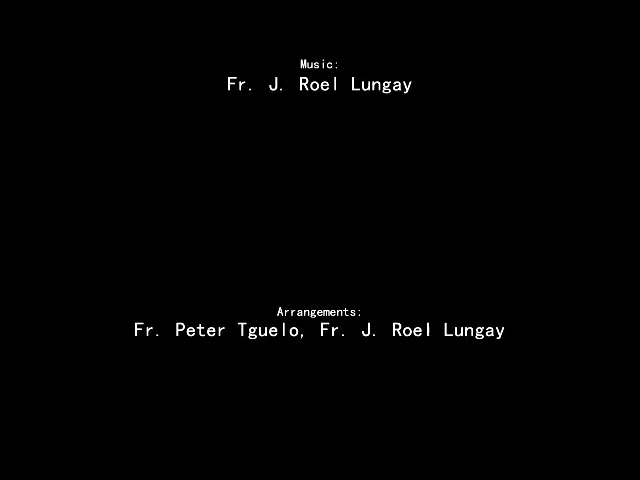 Music:
Fr. J. Roel Lungay
Arrangements:
Fr. Peter Tguelo, Fr. J. Roel Lungay